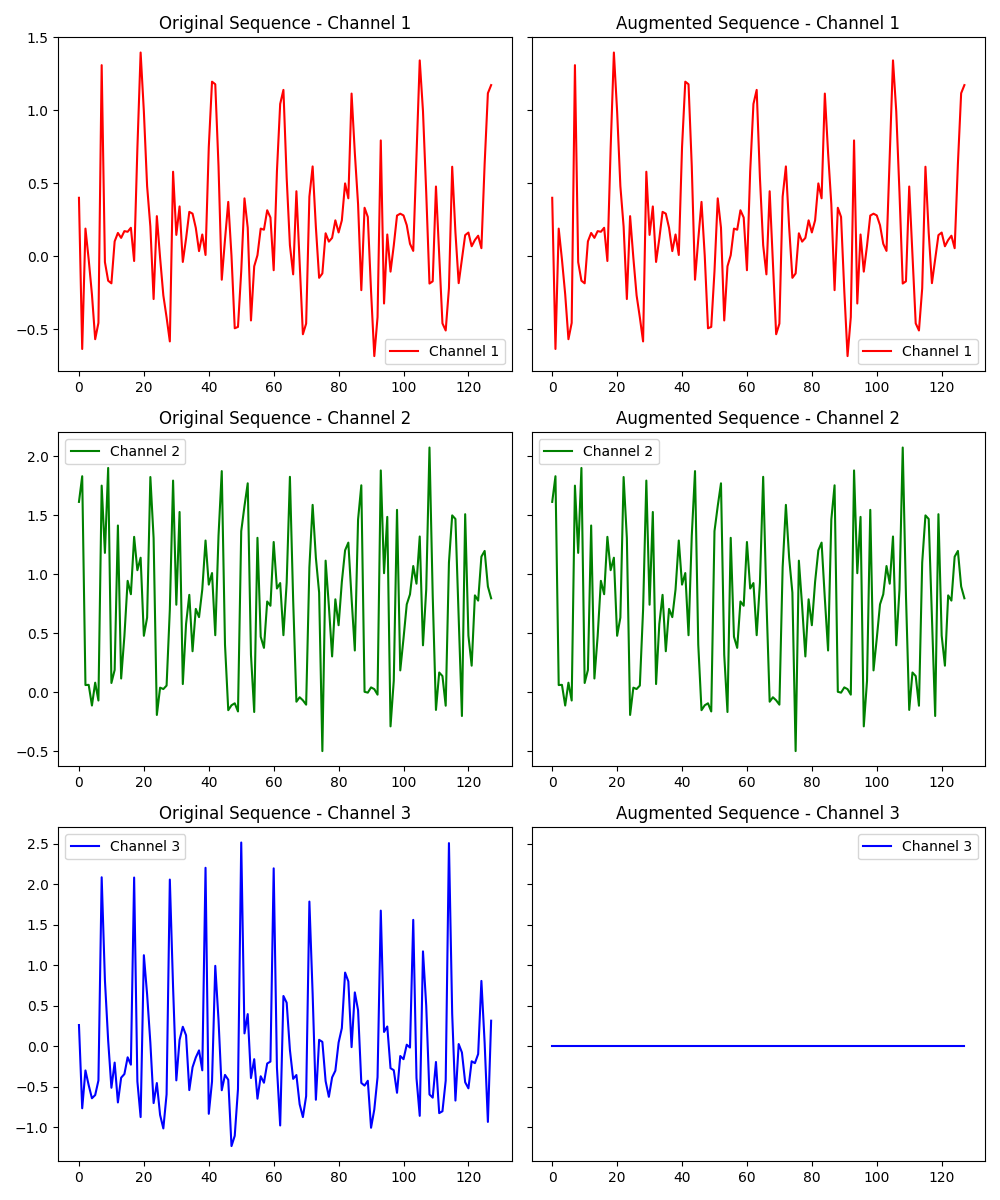 Original Sequence - Channel 1
Augmented Sequence - Channel 1
1.5
1.0
0.5
0.0
−0.5
Channel 1
Channel 1
0 20 40 60 80 100 120
0 20 40 60 80 100 120
Original Sequence - Channel 2
Augmented Sequence - Channel 2
Channel 2
Channel 2
2.0
1.5
1.0
0.5
0.0
−0.5
0 20 40 60 80 100 120
0 20 40 60 80 100 120
Original Sequence - Channel 3
Augmented Sequence - Channel 3
Channel 3
Channel 3
2.5
2.0
1.5
1.0
0.5
0.0
−0.5
−1.0
0 20 40 60 80 100 120
0 20 40 60 80 100 120